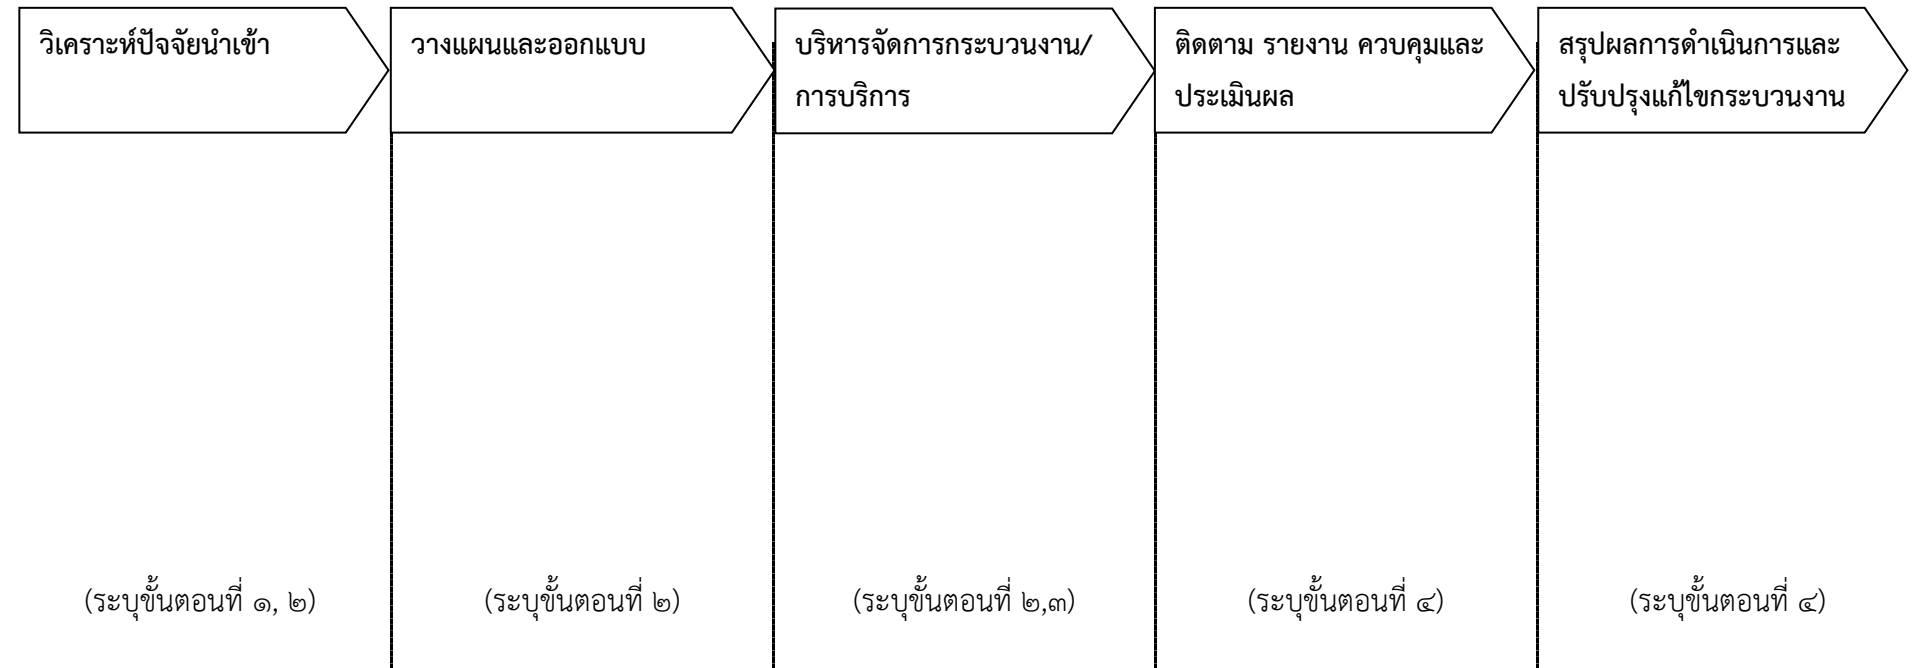 วิเคราะห์ปัจจัยนำเข้า
วางแผนและออกแบบ
บริหารจัดการกระบวนงาน/
การบริการ
ติดตาม รายงาน ควบคุมและ
ประเมินผล
สรุปผลการดำเนินการและ
ปรับปรุงแก้ไขกระบวนงาน
(ระบุขั้นตอนที่ ๑, ๒)
(ระบุขั้นตอนที่ ๒)
(ระบุขั้นตอนที่ ๒,๓)
(ระบุขั้นตอนที่ ๔)
(ระบุขั้นตอนที่ ๔)